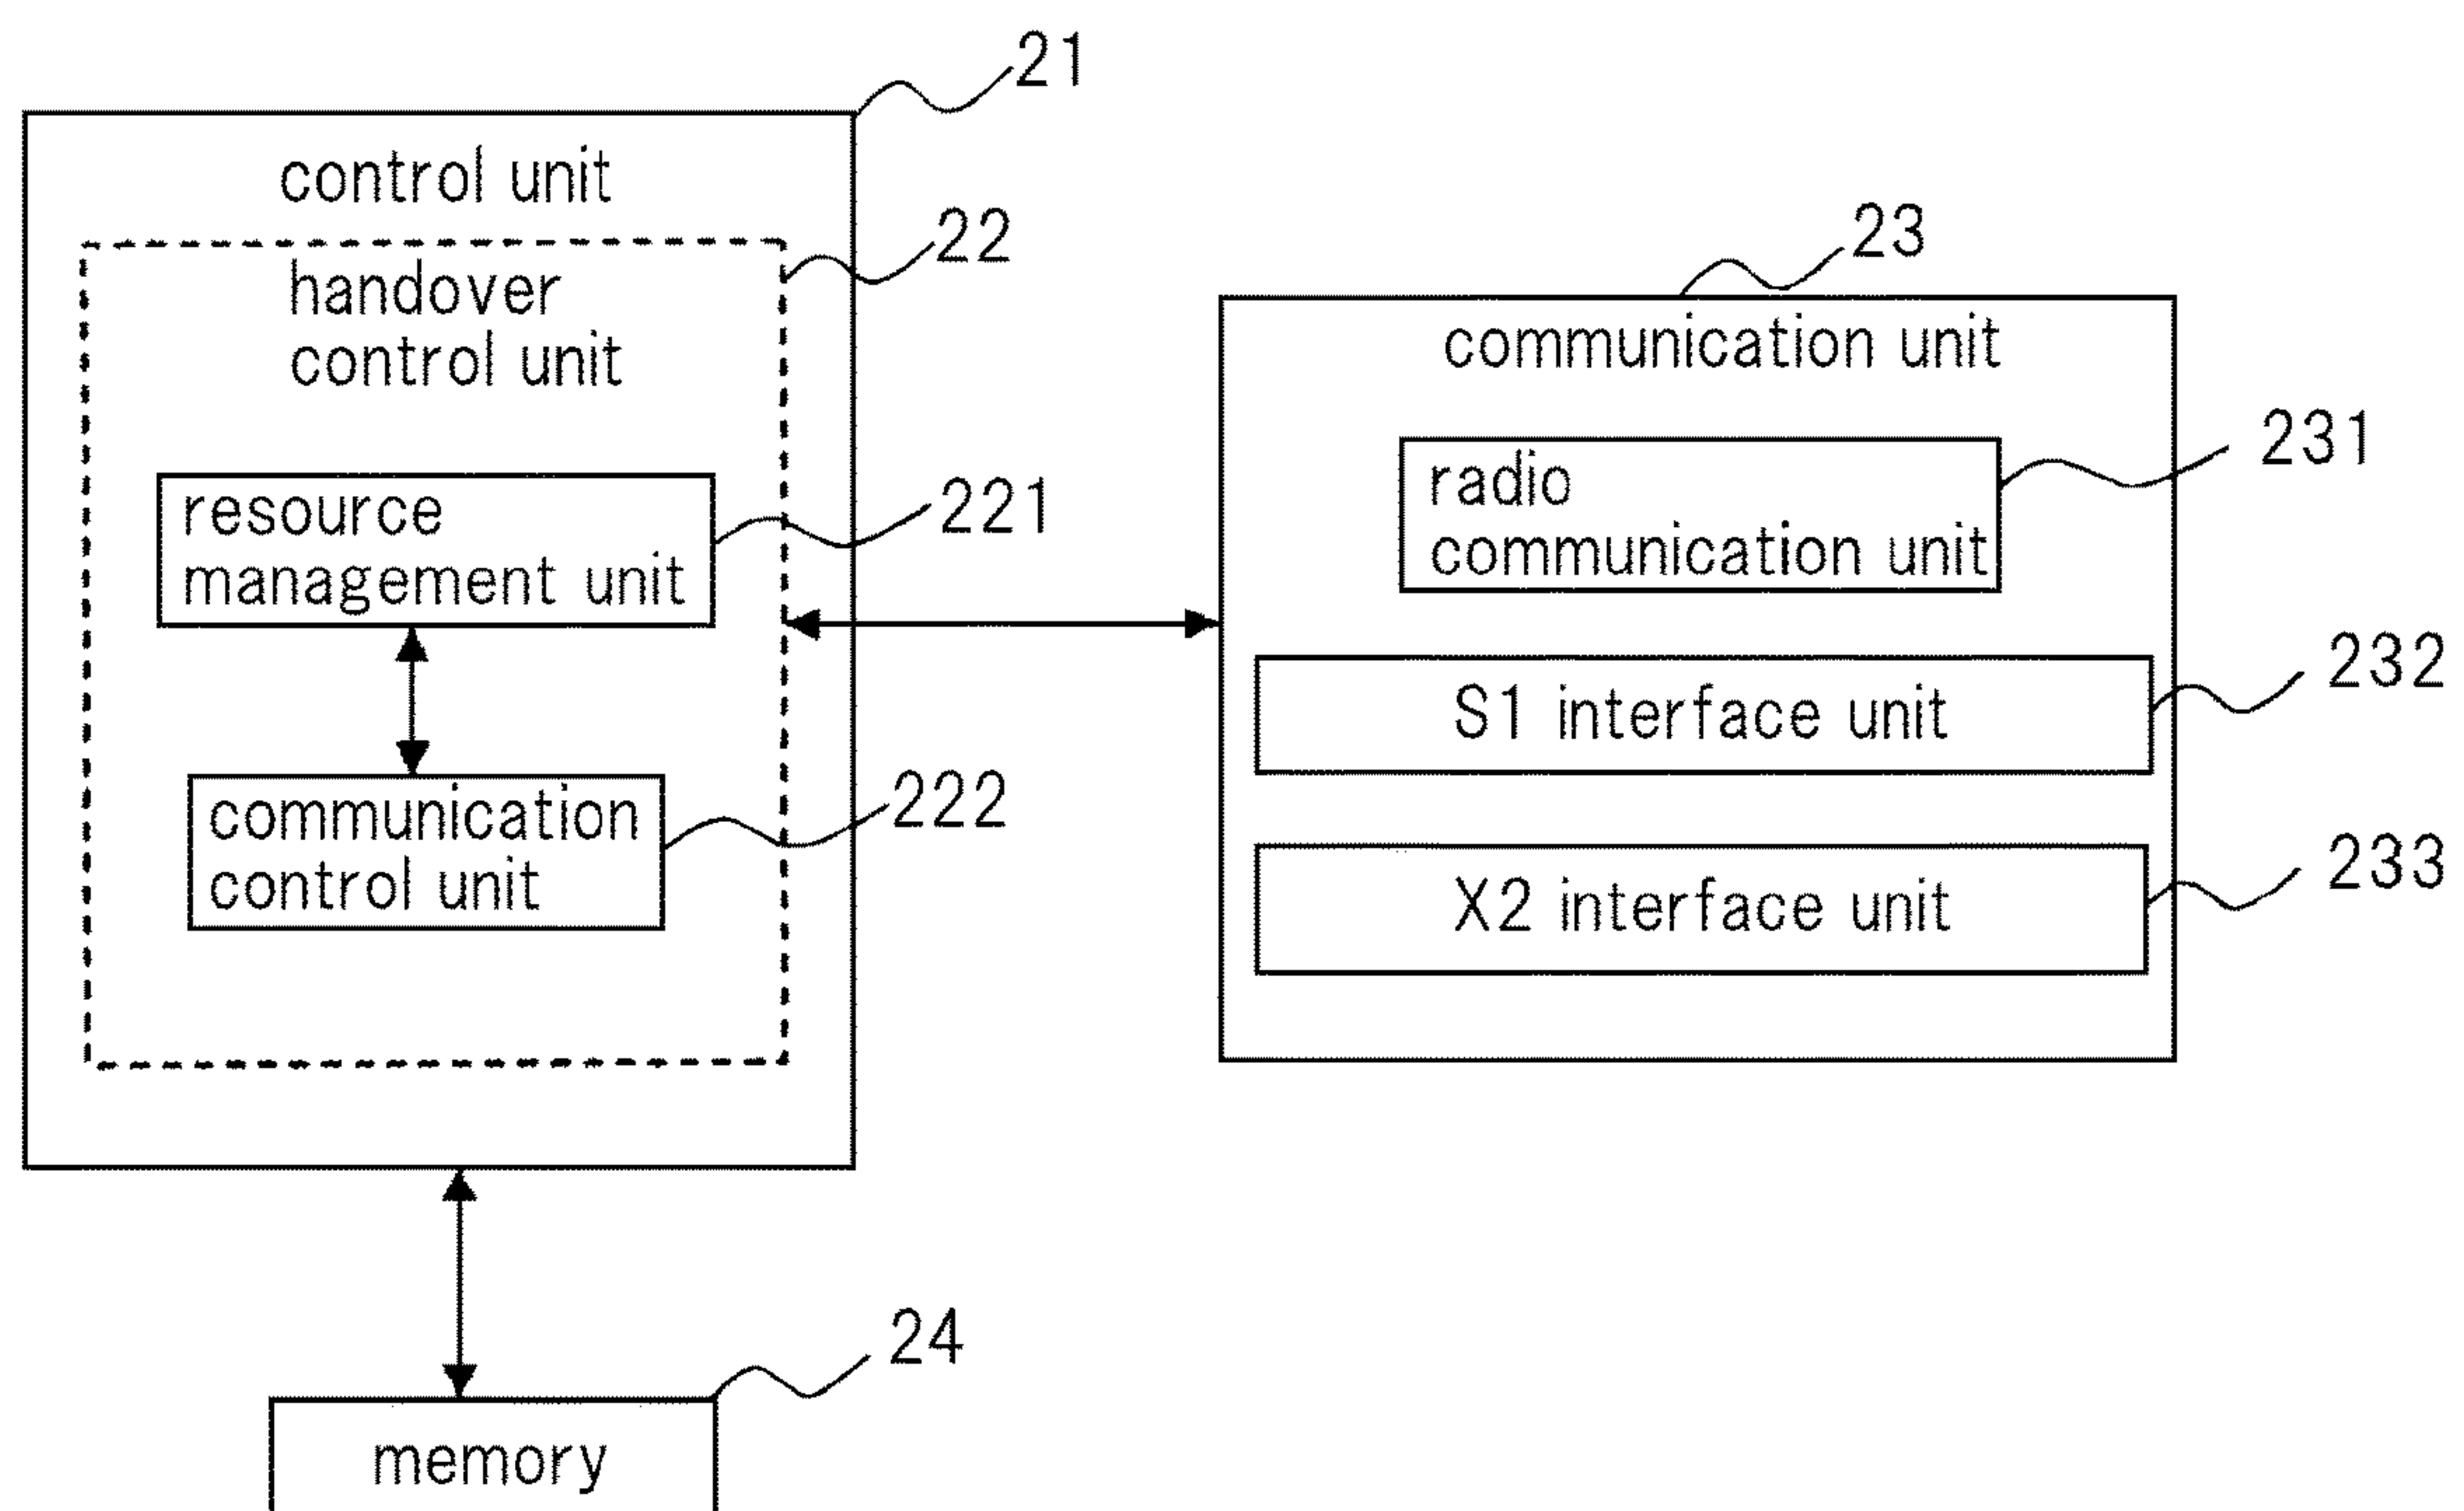 21
control unit
22
handover
control unit
23
communication unit
231
radio
communication unit
221
resource
management unit
232
S1 interface unit
222
communication
control unit
233
X2 interface unit
24
memory